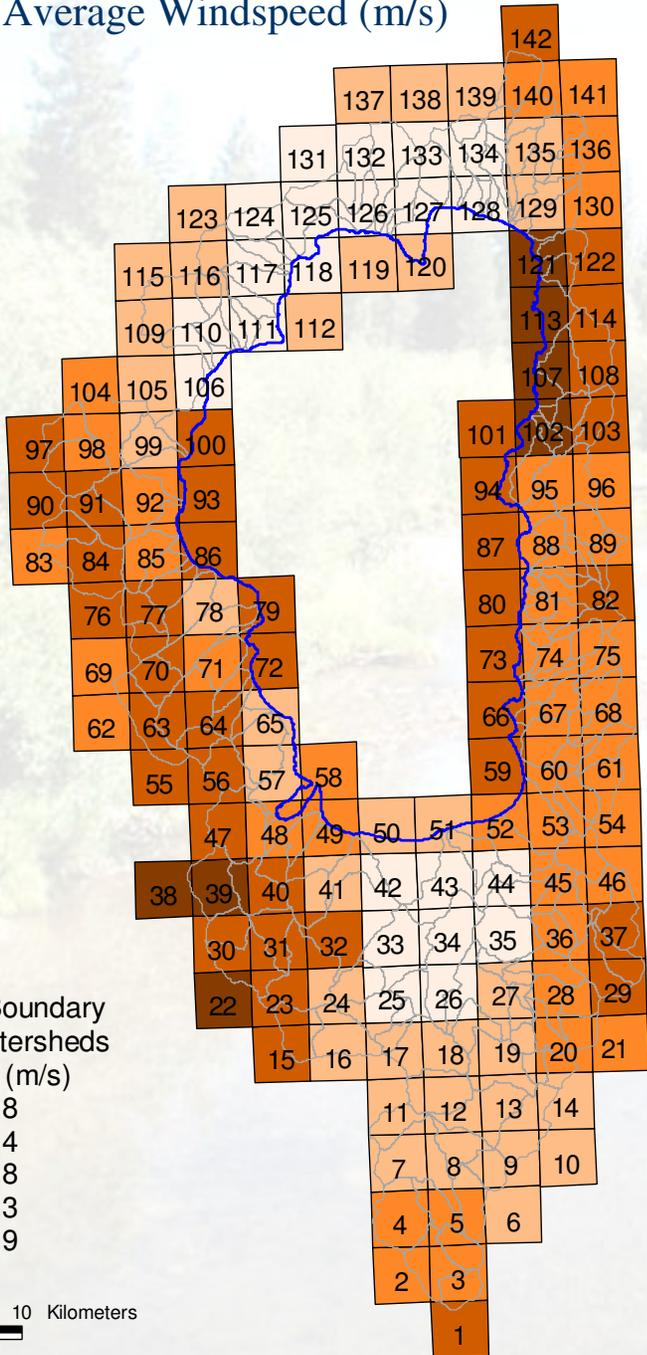 Average Windspeed (m/s)
142
137 138 139 140 141
131 132 133 134 135 136
123 124 125 126 127 128 129 130
115 116 117 118 119 120 121 122
109 110 111 112 113 114
104 105 106 107 108
97 98 99 100 101 102 103
90 91 92 93 94 95 96
83 84 85 86 87 88 89
76 77 78 79 80 81 82
69 70 71 72 73 74 75
62 63 64 65 66 67 68
55 56 57 58 59 60 61
47 48 49 50 51 52 53 54
38 39 40 41 42 43 44 45 46
30 31 32 33 34 35 36 37
22 23 24 25 26 27 28 29
15 16 17 18 19 20 21
11 12 13 14
7 8 9 10
4 5 6
2 3
1
oundary
tersheds
(m/s)
8
4
8
3
9
10 Kilometers